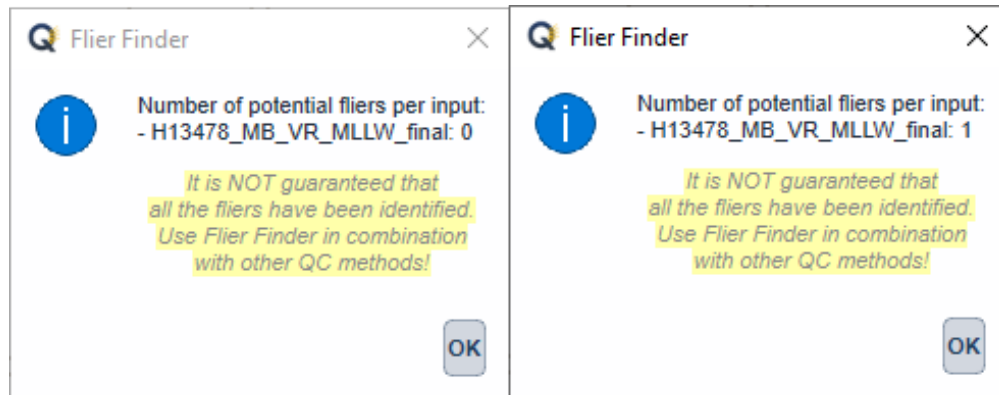 Flier Finder
Number of potential fliers per input:
- H13478_MB_VR_MLLW_final: 0
It is NOT guaranteed that
all the fliers have been identified.
Use Flier Finder in combination
with other QC methods!
OK
Flier Finder
Number of potential fliers per input:
- H13478_MB_VR_MLLW_final: 1
It is NOT guaranteed that
all the fliers have been identified.
Use Flier Finder in combination
with other QC methods!
OK